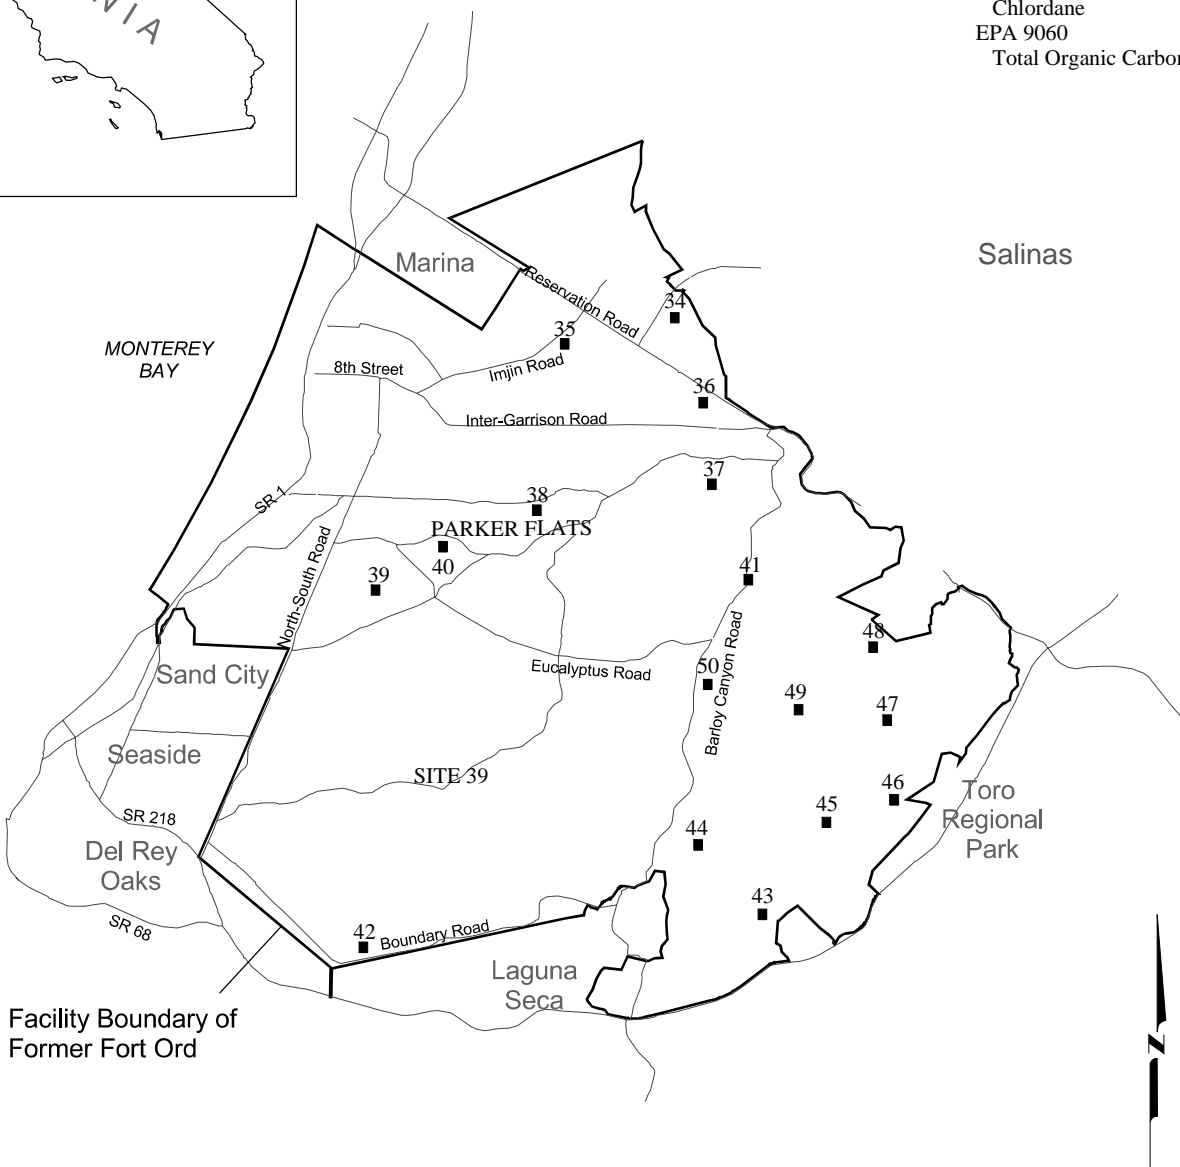 NIA
Chlordane
EPA 9060
Total Organic Carbon
Salinas
Marina
Reservation Road
34
35
MONTEREY
BAY
8th Street
Imjin Road
36
Inter-Garrison Road
37
SR 1
38
PARKER FLATS
40
39
North-South Road
41
48
Sand City
Eucalyptus Road
50
Barloy Canyon Road
49
47
Seaside
SITE 39
46
Toro
Regional
Park
SR 218
45
44
Del Rey
Oaks
43
SR 68
42
Boundary Road
Laguna
Seca
Facility Boundary of
Former Fort Ord
N